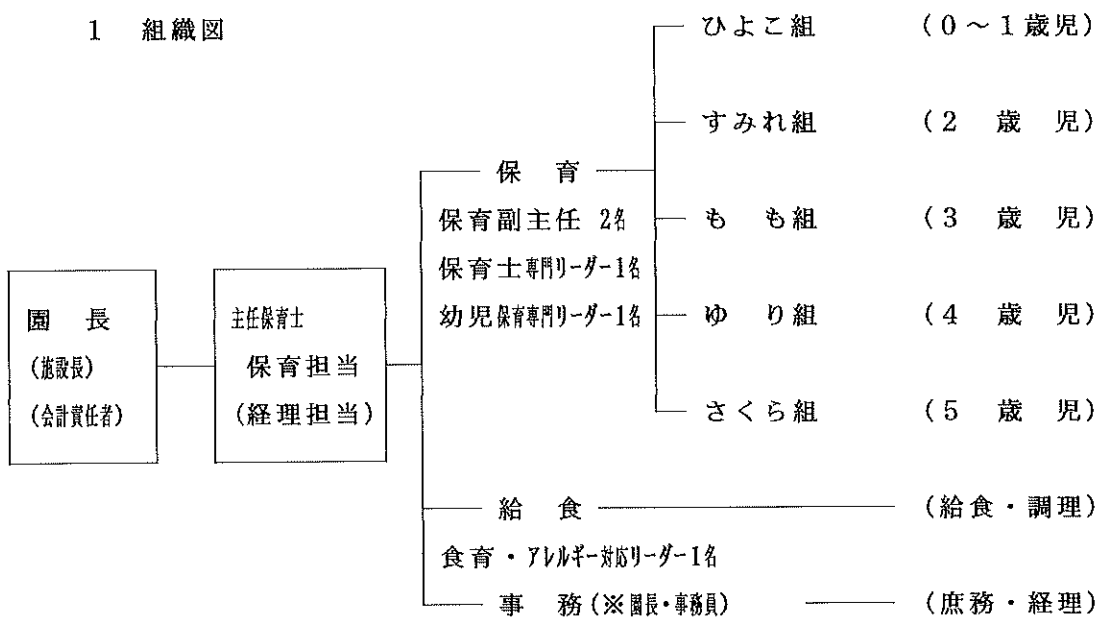 1 組織図
ひよこ組 (0~1歳児)
すみれ組 (2 歳 児)
保 育
保育副主任 2名
も も組 (3 歳 児)
保育士専門リーダー1名
幼児保育専門リーダー1名
ゆ り組 (4 歳 児)
さくら組 (5 歳 児)
園 長
(施設長)
(会計責任者)
主任保育士
保育担当
(経理担当)
給 食 (給食・調理)
食育・アレルギー対応リーダー1名
事 務(※園長・事務員) (庶務・経理)